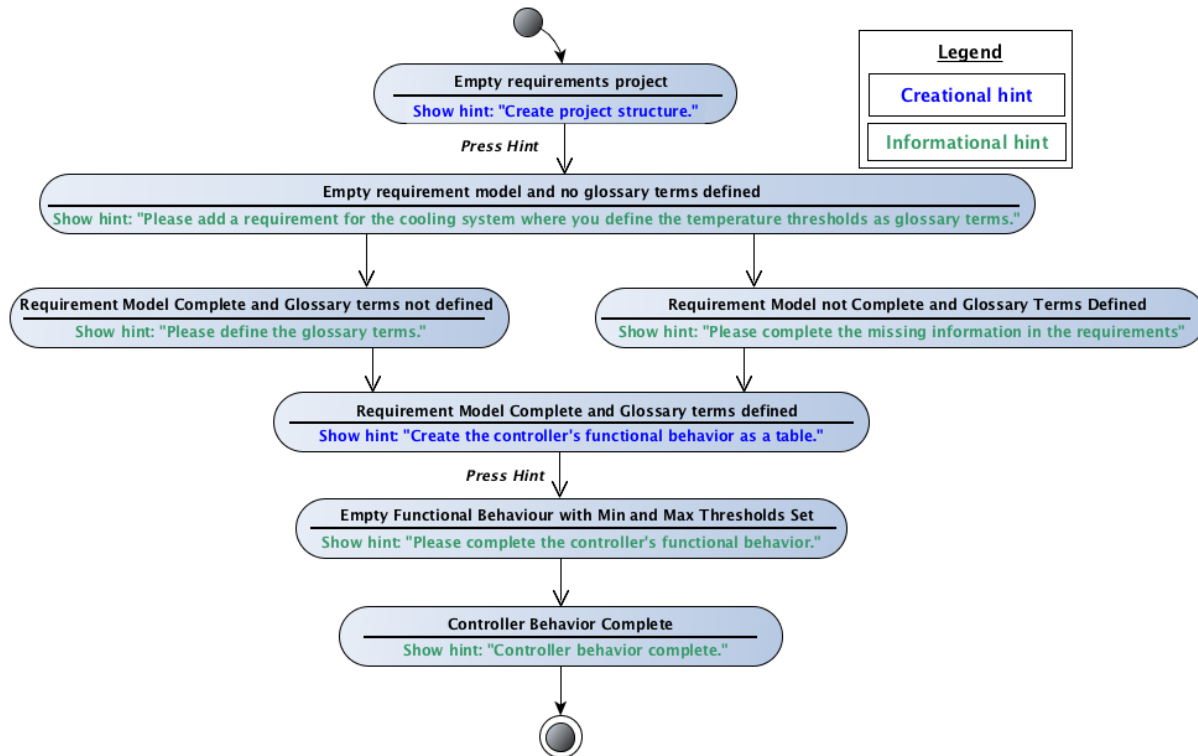 Legend
Creational hint
Informational hint
Empty requirements project
Show hint: "Create project structure."
Press Hint
Empty requirement model and no glossary terms defined
Show hint: "Please add a requirement for the cooling system where you define the temperature thresholds as glossary terms."
Requirement Model Complete and Glossary terms not defined
Show hint: "Please define the glossary terms."
Requirement Model not Complete and Glossary Terms Defined
Show hint: "Please complete the missing information in the requirements"
Requirement Model Complete and Glossary terms defined
Show hint: "Create the controller's functional behavior as a table."
Press Hint
Empty Functional Behaviour with Min and Max Thresholds Set
Show hint: "Please complete the controller's functional behavior."
Controller Behavior Complete
Show hint: "Controller behavior complete."